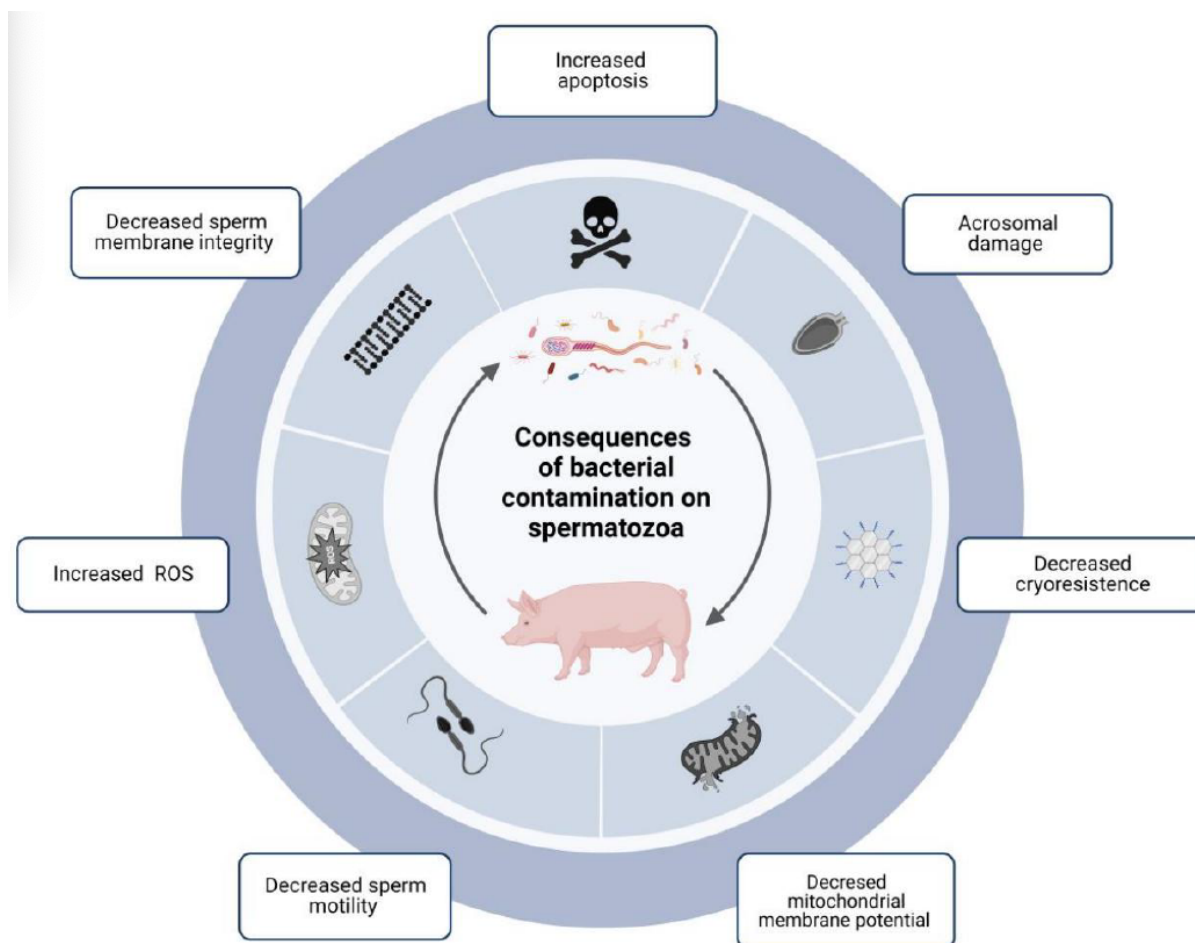 Increased
apoptosis
Decreased sperm
membrane integrity
Acrosomal
damage
Consequences
of bacterial
contamination on
spermatozoa
ROS
Increased ROS
Decreased
cryoresistence
Decreased sperm
motility
Decresed
mitochondrial
membrane potential